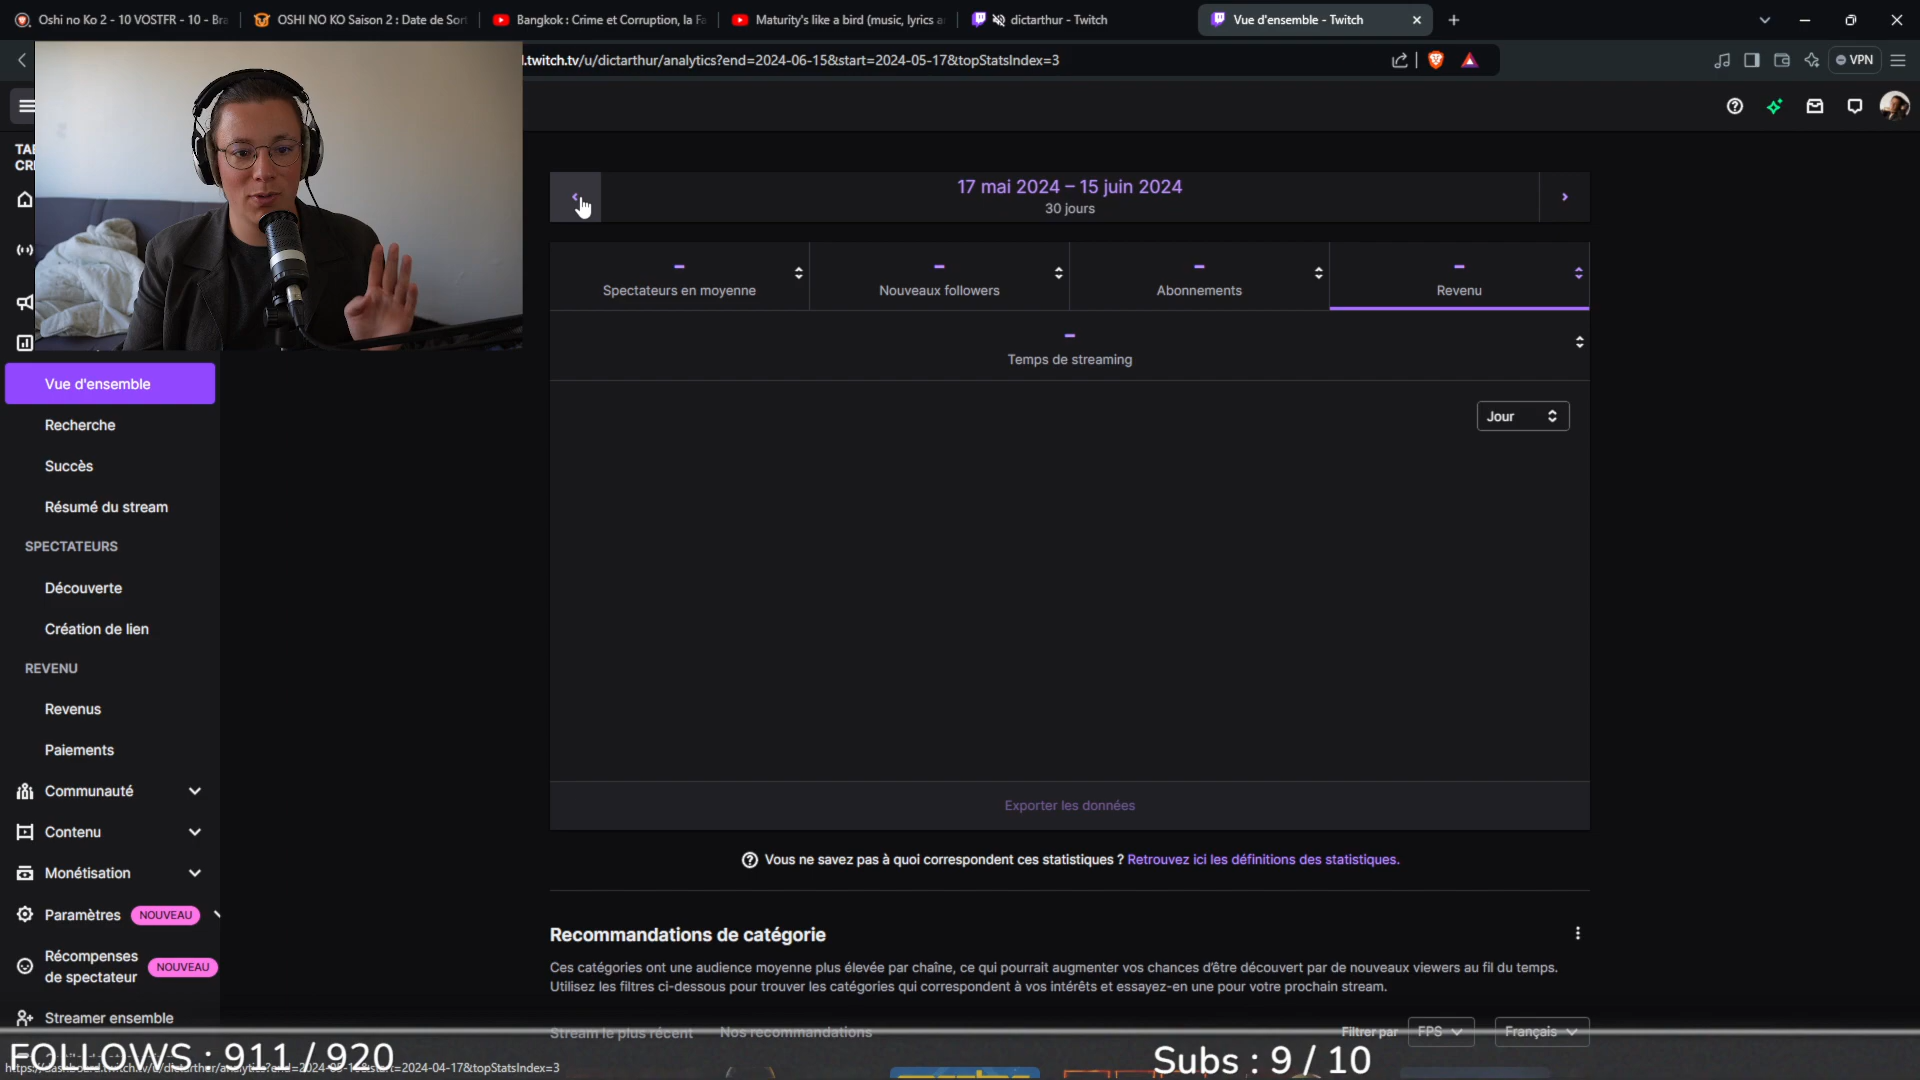 Oshi no Ko 2 - 10 VOSTFR - 10 - Bra
OSHI NO KO Saison 2 : Date de Sort
Bangkok : Crime et Corruption, la Fa
Maturity's like a bird (music, lyrics a
dictarthur - Twitch
Vue d'ensemble - Twitch
.twitch.tv/u/dictarthur/analytics?end=2024-06-15&start=2024-05-17&topStatsIndex=3
VPN
TAB
CR
17 mai 2024 – 15 juin 2024
30 jours
– Spectateurs en moyenne
– Nouveaux followers
– Abonnements
– Revenu
– Temps de streaming
Jour
Vue d'ensemble
Recherche
Succès
Résumé du stream
SPECTATEURS
Découverte
Création de lien
REVENU
Revenus
Paiements
Communauté
Contenu
Monétisation
Paramètres NOUVEAU
Récompenses
de spectateur NOUVEAU
Streamer ensemble
Exporter les données
Vous ne savez pas à quoi correspondent ces statistiques ? Retrouvez ici les définitions des statistiques.
Recommandations de catégorie
Ces catégories ont une audience moyenne plus élevée par chaîne, ce qui pourrait augmenter vos chances d'être découvert par de nouveaux viewers au fil du temps.
Utilisez les filtres ci-dessous pour trouver les catégories qui correspondent à vos intérêts et essayez-en une pour votre prochain stream.
Stream le plus récent
Nos recommandations
Filtrer par
FPS
Français
FOLLOWS : 911 / 920
Subs : 9 / 10